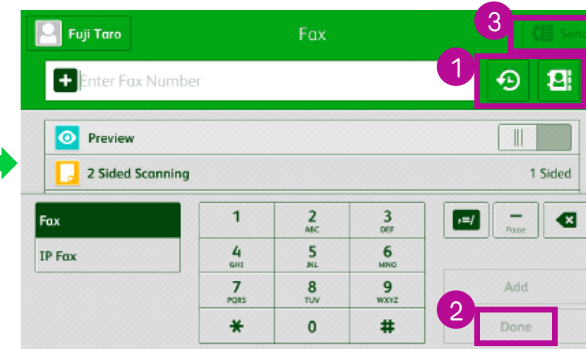 3
Fuji Taro
Fax
Send
1
Enter Fax Number
Preview
2 Sided Scanning
1 Sided
Fax
IP Fax
1
2 ABC
3 DEF
4 GHI
5 JKL
6 MNO
7 PQRS
8 TUV
9 WXYZ
*
0
#
,=/
– Pause
Add
2
Done